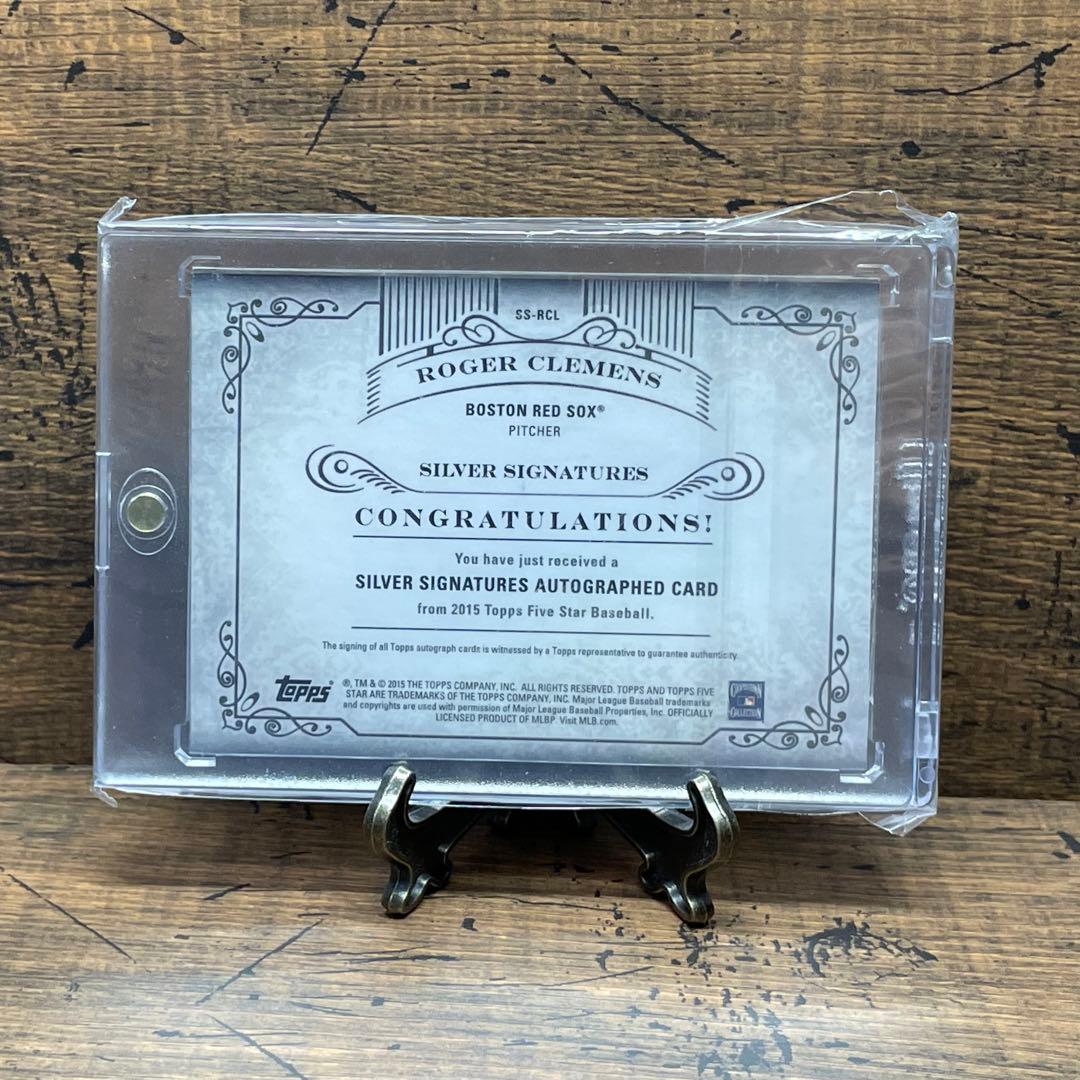 SS-RCL
ROGER CLEMENS
BOSTON RED SOX®
PITCHER
SILVER SIGNATURES
CONGRATULATIONS!
You have just received a
SILVER SIGNATURES AUTOGRAPHED CARD
from 2015 Topps Five Star Baseball.
The signing of all Topps autograph cards is witnessed by a Topps representative to guarantee authenticity.
topps
®, TM & © 2015 THE TOPPS COMPANY, INC. ALL RIGHTS RESERVED. TOPPS AND TOPPS FIVE
STAR ARE TRADEMARKS OF THE TOPPS COMPANY, INC. Major League Baseball trademarks
and copyrights are used with permission of Major League Baseball Properties, Inc. OFFICIALLY
LICENSED PRODUCT OF MLBP. Visit MLB.com.
COLLECTION